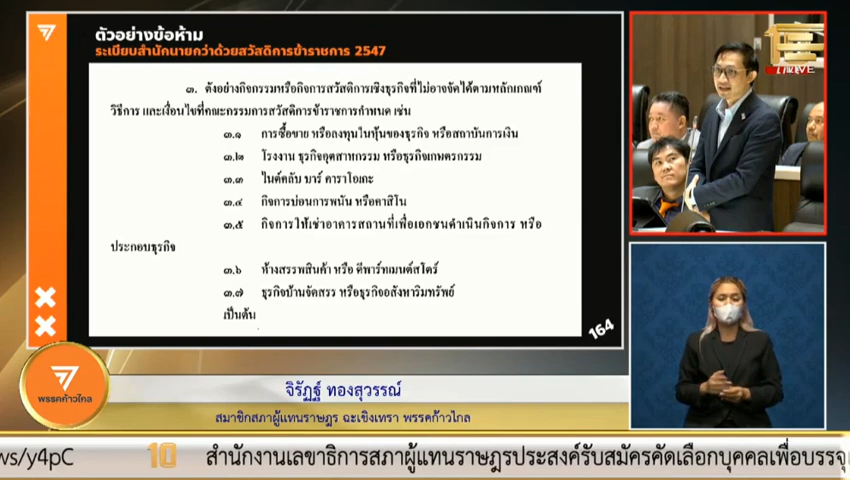 ตัวอย่างข้อห้าม
ระเบียบสำนักนายกว่าด้วยสวัสดิการข้าราชการ 2547
๓. ตัวอย่างกิจกรรมหรือกิจการสวัสดิการเชิงธุรกิจที่ไม่อาจจัดได้ตามหลักเกณฑ์
วิธีการ และเงื่อนไขที่คณะกรรมการสวัสดิการข้าราชการกำหนด เช่น
๓.๑ การซื้อขาย หรือลงทุนในหุ้นของธุรกิจ หรือสถาบันการเงิน
๓.๒ โรงงาน ธุรกิจอุตสาหกรรม หรือธุรกิจเกษตรกรรม
๓.๓ ไนต์คลับ บาร์ คาราโอเกะ
๓.๔ กิจการบ่อนการพนัน หรือคาสิโน
๓.๕ กิจการให้เช่าอาคารสถานที่เพื่อเอกชนดำเนินกิจการ หรือ
ประกอบธุรกิจ
๓.๖ ห้างสรรพสินค้า หรือ ดีพาร์ทเมนต์สโตร์
๓.๗ ธุรกิจบ้านจัดสรร หรือธุรกิจอสังหาริมทรัพย์
เป็นต้น
164
LIVE
พรรคก้าวไกล
จิรัฏฐ์ ทองสุวรรณ์
สมาชิกสภาผู้แทนราษฎร ฉะเชิงเทรา พรรคก้าวไกล
ws/y4pC 10 สำนักงานเลขาธิการสภาผู้แทนราษฎรประสงค์รับสมัครคัดเลือกบุคคลเพื่อบรรจุ